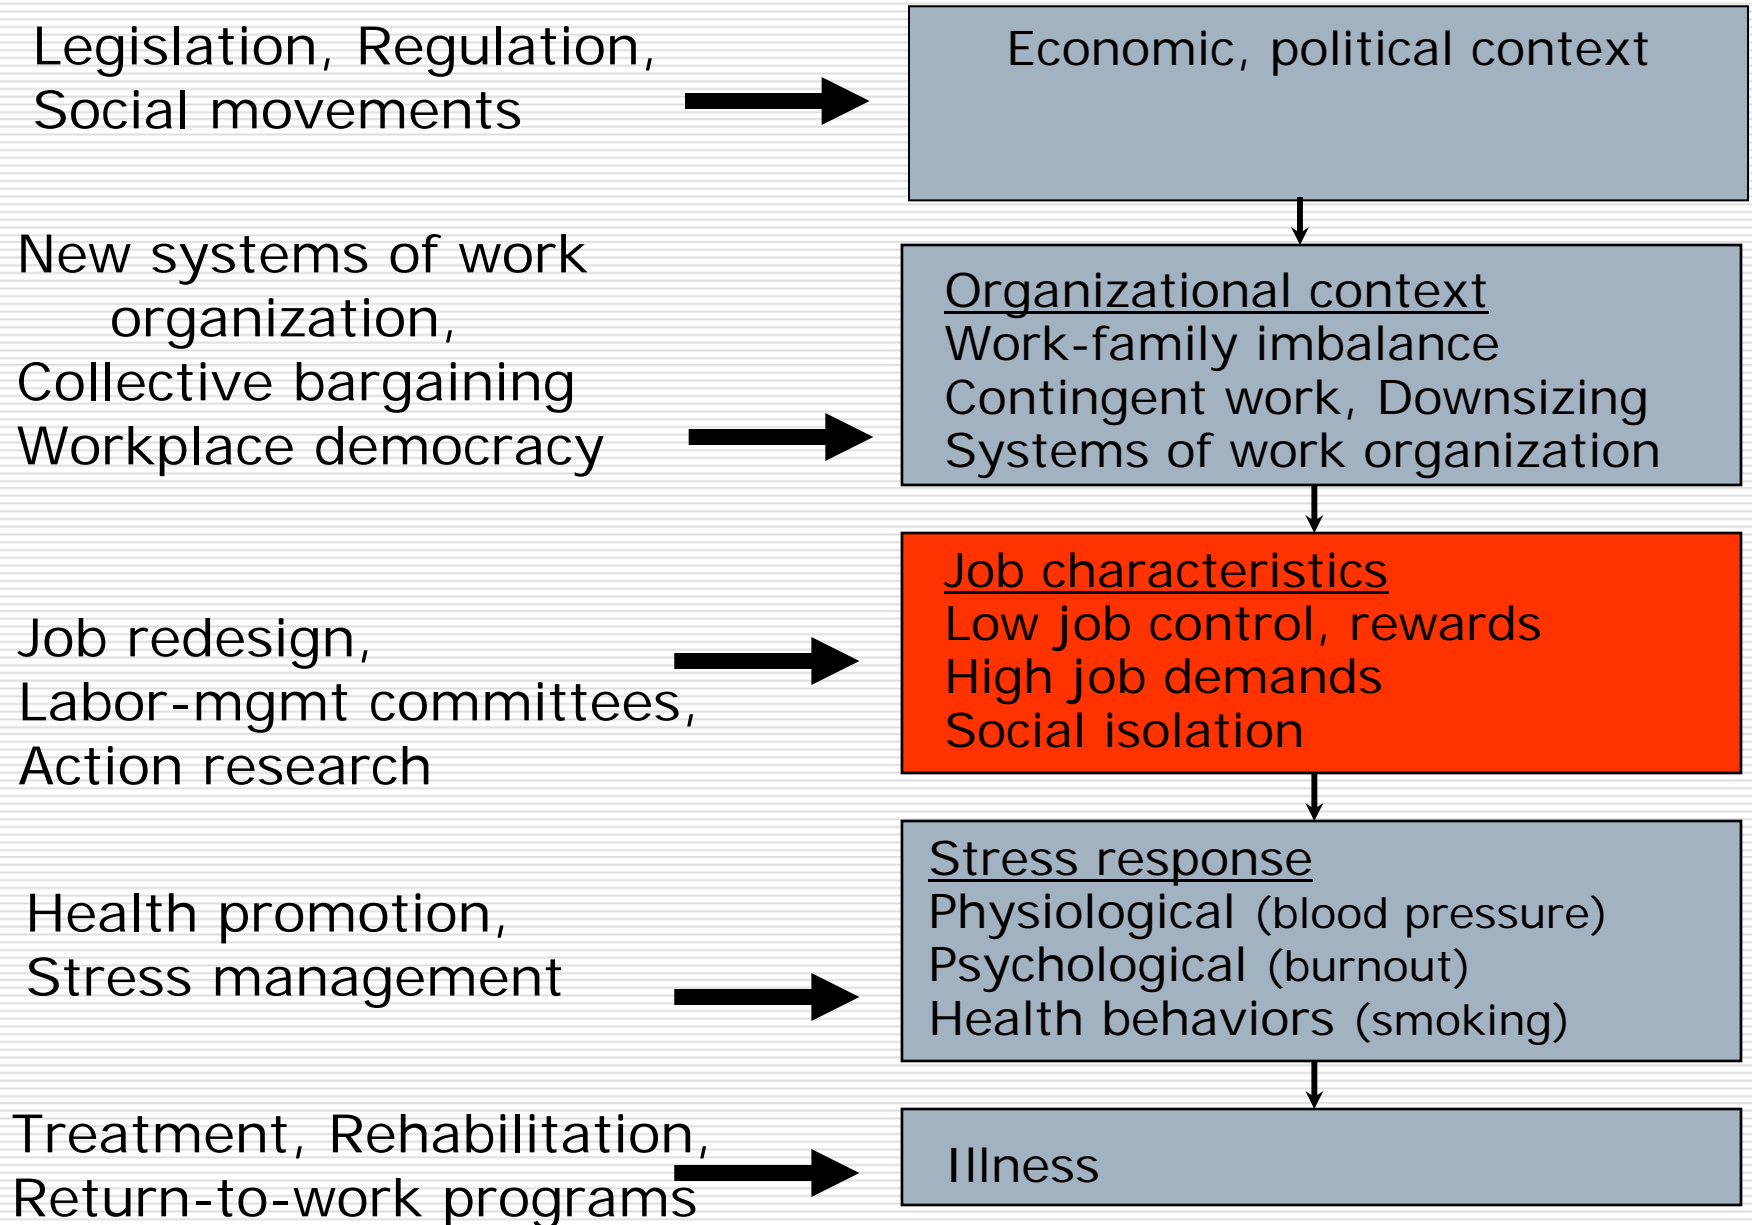 Legislation, Regulation,
Social movements
Economic, political context
New systems of work
organization,
Collective bargaining
Workplace democracy
Organizational context
Work-family imbalance
Contingent work, Downsizing
Systems of work organization
Job redesign,
Labor-mgmt committees,
Action research
Job characteristics
Low job control, rewards
High job demands
Social isolation
Health promotion,
Stress management
Stress response
Physiological (blood pressure)
Psychological (burnout)
Health behaviors (smoking)
Treatment, Rehabilitation,
Return-to-work programs
Illness